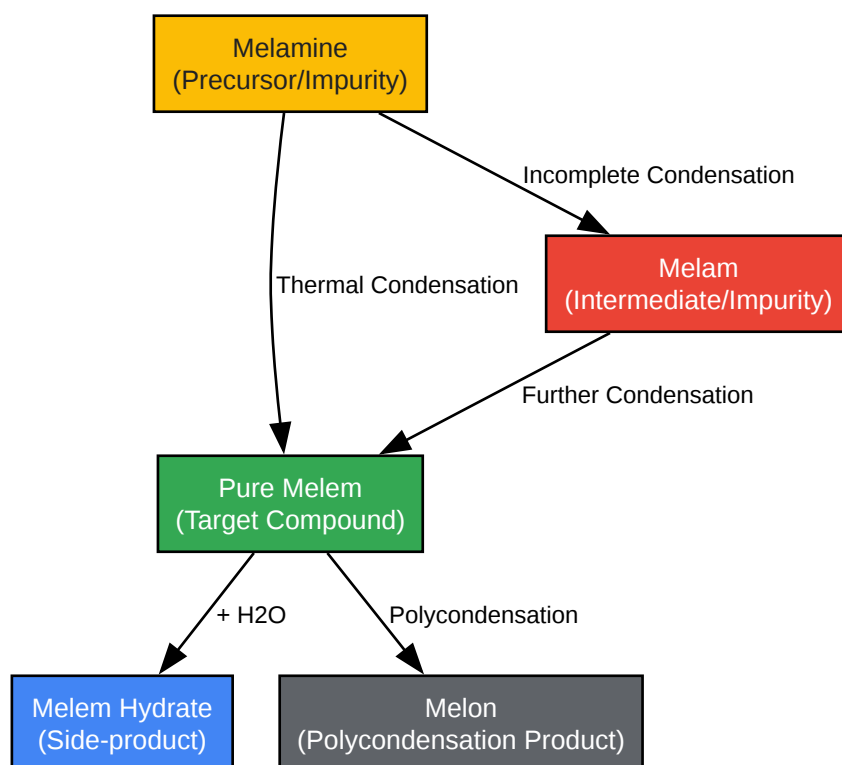 Melamine
(Precursor/Impurity)
Incomplete Condensation
Melam
(Intermediate/Impurity)
Thermal Condensation
Further Condensation
Pure Melem
(Target Compound)
+ H2O
Polycondensation
Melem Hydrate
(Side-product)
Melon
(Polycondensation Product)